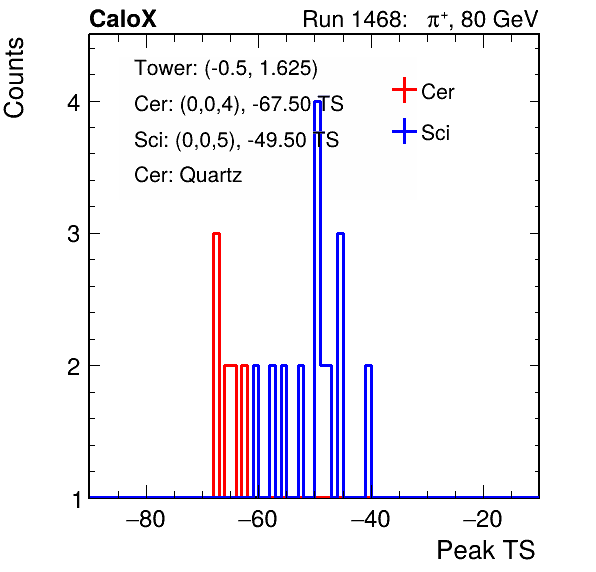 CaloX Run 1468: π⁺, 80 GeV
Counts
Tower: (-0.5, 1.625)
Cer: (0,0,4), -67.50 TS
Sci: (0,0,5), -49.50 TS
Cer: Quartz
Cer
Sci
4
3
2
1
−80 −60 −40 −20
Peak TS